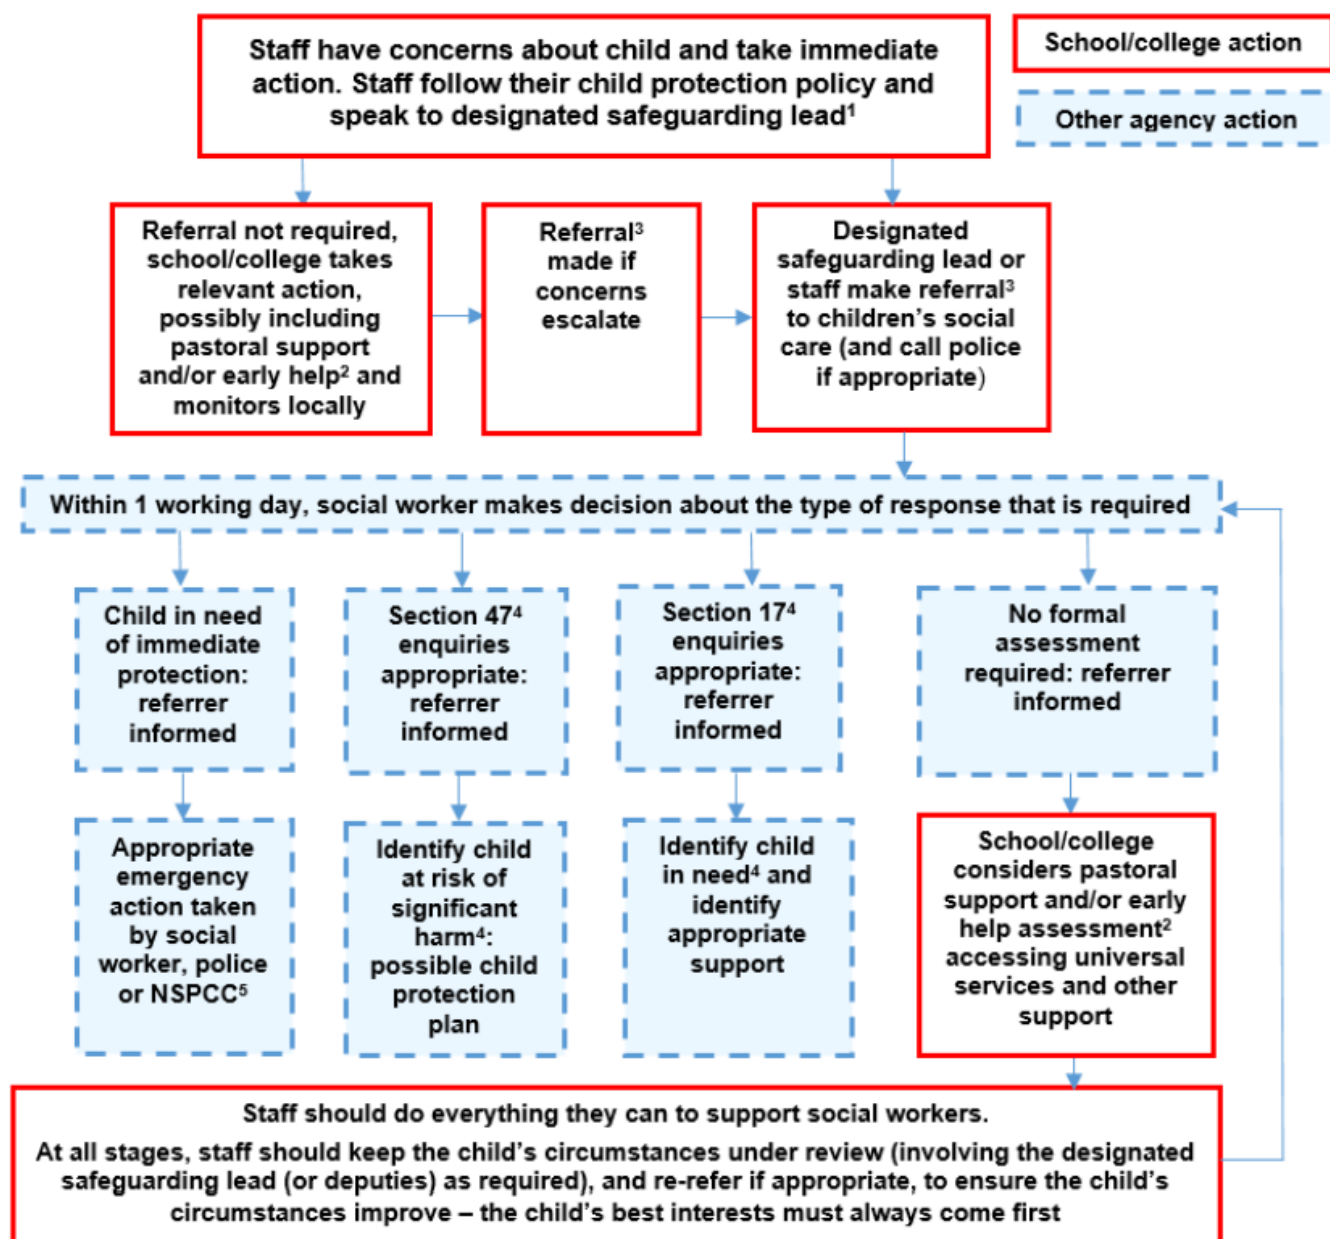 Staff have concerns about child and take immediate
action. Staff follow their child protection policy and
speak to designated safeguarding lead¹
School/college action
Other agency action
Referral not required,
school/college takes
relevant action,
possibly including
pastoral support
and/or early help² and
monitors locally
Referral³
made if
concerns
escalate
Designated
safeguarding lead or
staff make referral³
to children’s social
care (and call police
if appropriate)
Within 1 working day, social worker makes decision about the type of response that is required
Child in need
of immediate
protection:
referrer
informed
Section 47⁴
enquiries
appropriate:
referrer
informed
Section 17⁴
enquiries
appropriate:
referrer
informed
No formal
assessment
required: referrer
informed
Appropriate
emergency
action taken
by social
worker, police
or NSPCC⁵
Identify child
at risk of
significant
harm⁴:
possible child
protection
plan
Identify child
in need⁴ and
identify
appropriate
support
School/college
considers pastoral
support and/or early
help assessment²
accessing universal
services and other
support
Staff should do everything they can to support social workers.
At all stages, staff should keep the child’s circumstances under review (involving the designated
safeguarding lead (or deputies) as required), and re-refer if appropriate, to ensure the child’s
circumstances improve – the child’s best interests must always come first